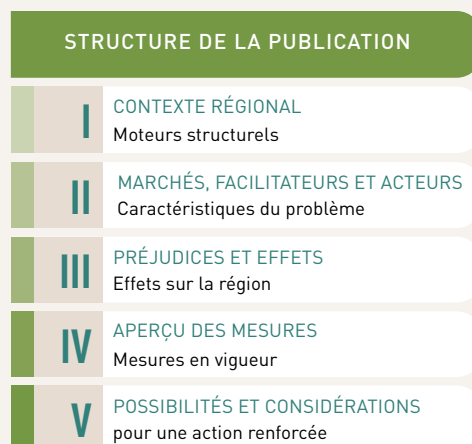 STRUCTURE DE LA PUBLICATION
I
CONTEXTE RÉGIONAL
Moteurs structurels
II
MARCHÉS, FACILITATEURS ET ACTEURS
Caractéristiques du problème
III
PRÉJUDICES ET EFFETS
Effets sur la région
IV
APERÇU DES MESURES
Mesures en vigueur
V
POSSIBILITÉS ET CONSIDÉRATIONS
pour une action renforcée